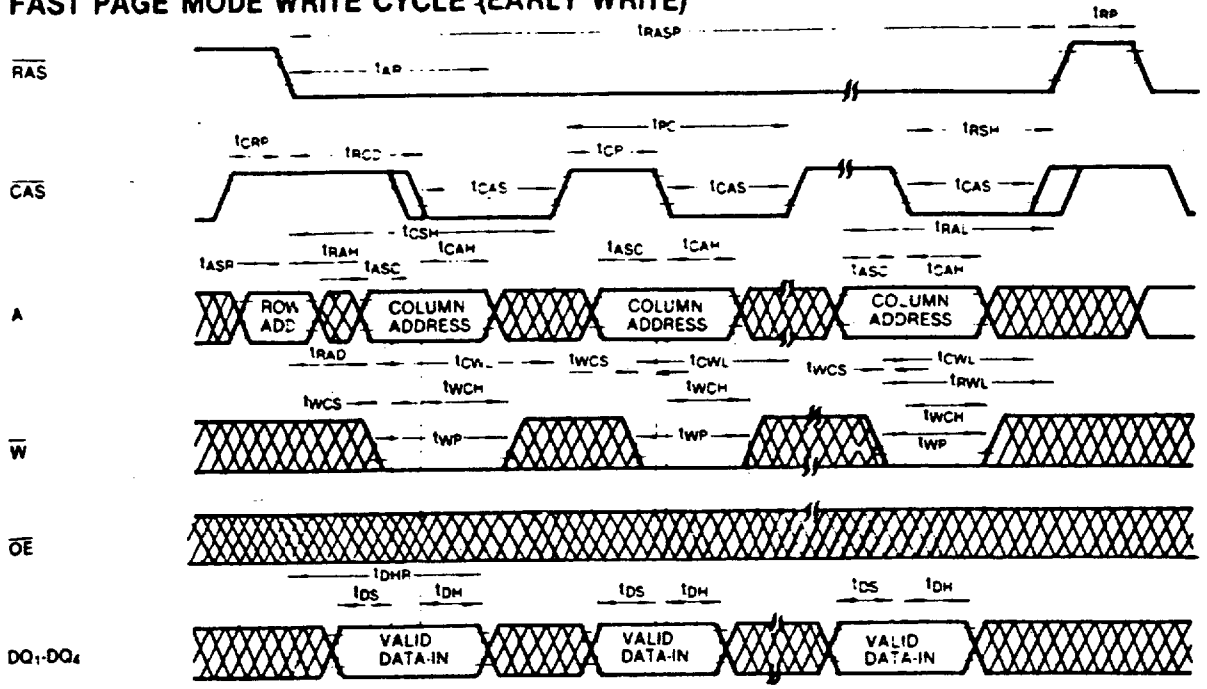 FAST PAGE MODE WRITE CYCLE (EARLY WRITE)
tRP
tRASP
RAS
tAR
tPC
tRSH
tCRP
tRCD
tCP
CAS
tCAS
tCAS
tCAS
tCSH
tRAL
tASR
tRAH
tASC
tCAH
tASC
tCAH
tASC
tCAH
A
ROW ADD
COLUMN ADDRESS
COLUMN ADDRESS
COLUMN ADDRESS
tRAD
tCWL
tWCS
tCWL
tWCS
tCWL
tRWL
tWCS
tWCH
tWCH
tWCH
W
tWP
tWP
tWP
OE
tDHR
tDS
tDH
tDS
tDH
tDS
tDH
DQ1-DQ4
VALID DATA-IN
VALID DATA-IN
VALID DATA-IN